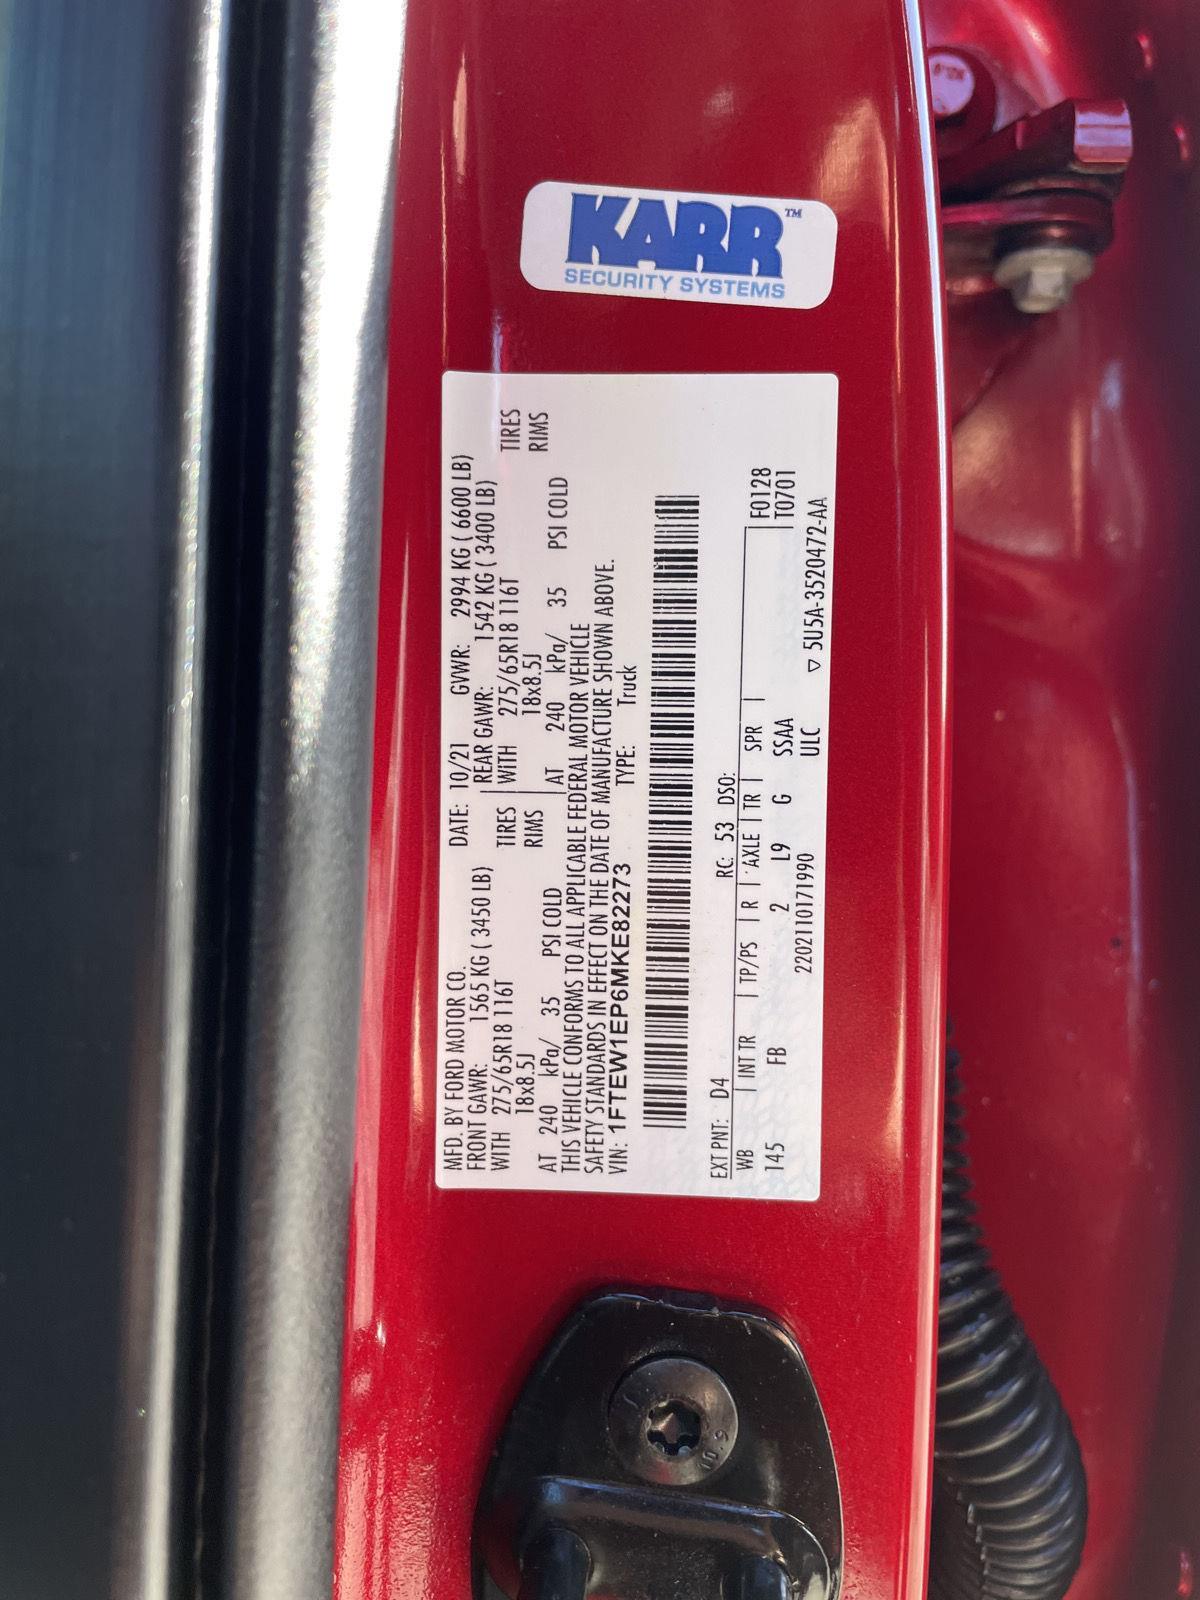 KARR™
SECURITY SYSTEMS
MFD. BY FORD MOTOR CO. DATE: 10/21 GVWR: 2994 KG ( 6600 LB)
FRONT GAWR: 1565 KG ( 3450 LB) REAR GAWR: 1542 KG ( 3400 LB)
WITH 275/65R18 116T TIRES WITH 275/65R18 116T TIRES
18x8.5J RIMS 18x8.5J RIMS
AT 240 kPa/ 35 PSI COLD AT 240 kPa/ 35 PSI COLD
THIS VEHICLE CONFORMS TO ALL APPLICABLE FEDERAL MOTOR VEHICLE
SAFETY STANDARDS IN EFFECT ON THE DATE OF MANUFACTURE SHOWN ABOVE.
VIN: 1FTEW1EP6MKE82273 TYPE: Truck
EXT PNT: D4 RC: 53 DSO: F0128
WB | INT TR | TP/PS | R | AXLE | TR | SPR | T0701
145 FB 2 L9 G SSAA
2202110171990 ULC ▽ 5U5A-3520472-AA
10.9